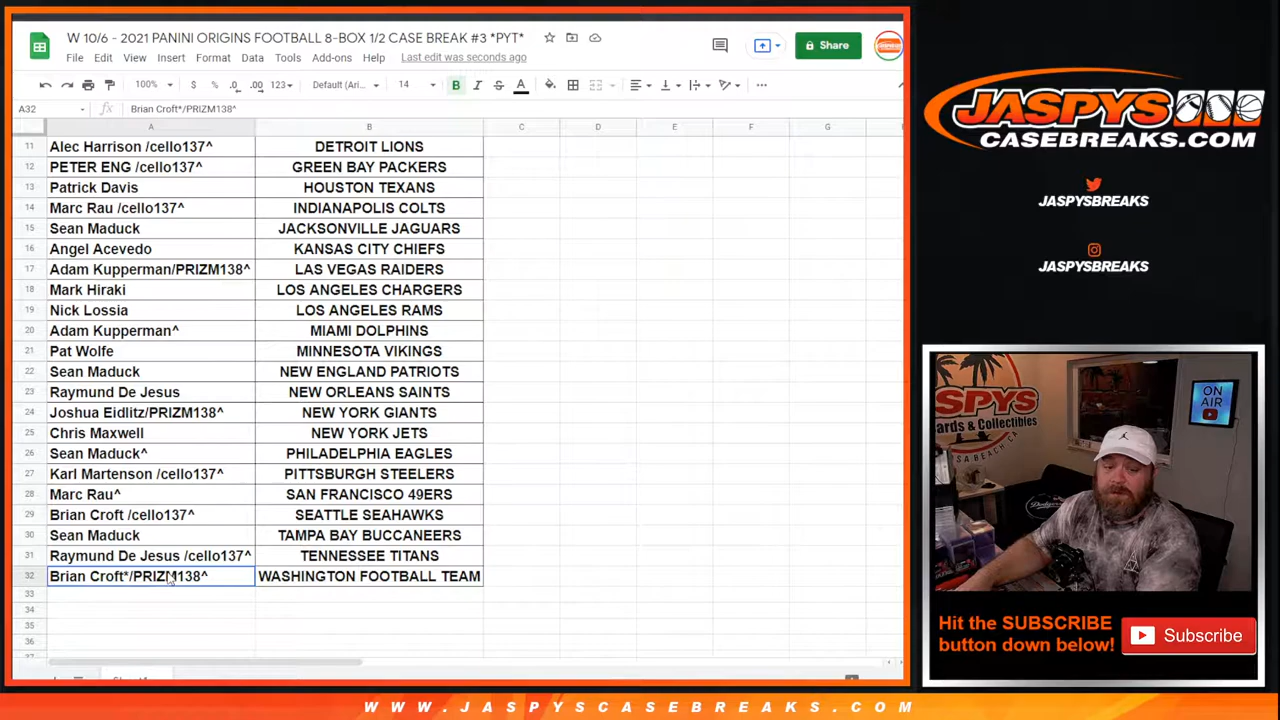 W 10/6 - 2021 PANINI ORIGINS FOOTBALL 8-BOX 1/2 CASE BREAK #3 *PYT*
File Edit View Insert Format Data Tools Add-ons Help Last edit was seconds ago
Share
100% $ % .0 .00 123 Default (Ari... 14 B I S A
A32 fx Brian Croft*/PRIZM138^
A B C D E F G
11 Alec Harrison /cello137^ DETROIT LIONS
12 PETER ENG /cello137^ GREEN BAY PACKERS
13 Patrick Davis HOUSTON TEXANS
14 Marc Rau /cello137^ INDIANAPOLIS COLTS
15 Sean Maduck JACKSONVILLE JAGUARS
16 Angel Acevedo KANSAS CITY CHIEFS
17 Adam Kupperman/PRIZM138^ LAS VEGAS RAIDERS
18 Mark Hiraki LOS ANGELES CHARGERS
19 Nick Lossia LOS ANGELES RAMS
20 Adam Kupperman^ MIAMI DOLPHINS
21 Pat Wolfe MINNESOTA VIKINGS
22 Sean Maduck NEW ENGLAND PATRIOTS
23 Raymund De Jesus NEW ORLEANS SAINTS
24 Joshua Eidlitz/PRIZM138^ NEW YORK GIANTS
25 Chris Maxwell NEW YORK JETS
26 Sean Maduck^ PHILADELPHIA EAGLES
27 Karl Martenson /cello137^ PITTSBURGH STEELERS
28 Marc Rau^ SAN FRANCISCO 49ERS
29 Brian Croft /cello137^ SEATTLE SEAHAWKS
30 Sean Maduck TAMPA BAY BUCCANEERS
31 Raymund De Jesus /cello137^ TENNESSEE TITANS
32 Brian Croft*/PRIZM138^ WASHINGTON FOOTBALL TEAM
33
34
35
36
JASPYS
CASEBREAKS.COM
JASPYSBREAKS
JASPYSBREAKS
ON
AIR
Dodgers
Hit the SUBSCRIBE
button down below!
Subscribe
WWW.JASPYSCASEBREAKS.COM